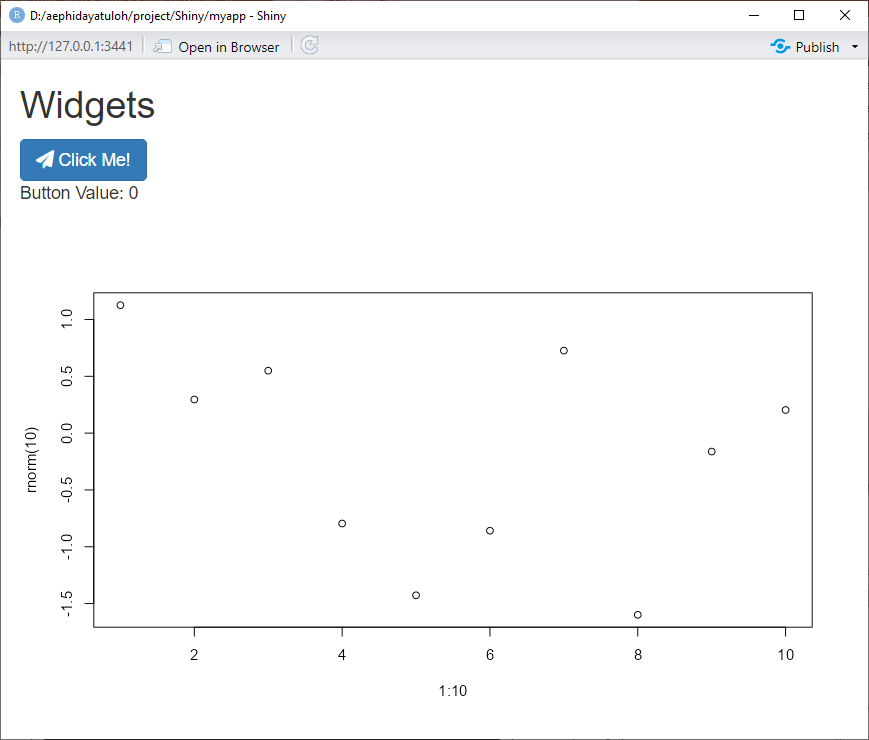 R D:/aephidayatuloh/project/Shiny/myapp - Shiny
http://127.0.0.1:3441 Open in Browser Publish
Widgets
Click Me!
Button Value: 0
1.0
0.5
0.0
-0.5
-1.0
-1.5
rnorm(10)
2 4 6 8 10
1:10